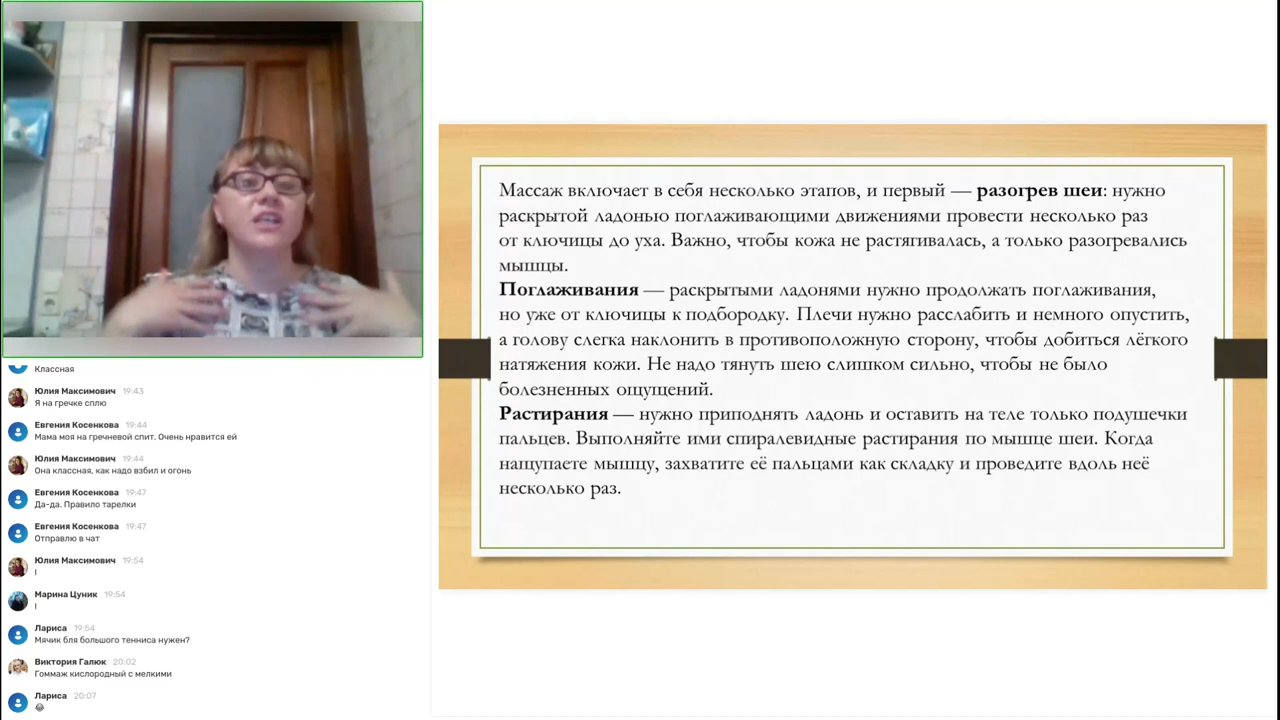 Классная
Юлия Максимович 19:43
Я на гречке сплю
Евгения Косенкова 19:44
Мама моя на гречневой спит. Очень нравится ей
Юлия Максимович 19:44
Она классная, как надо взбил и огонь
Евгения Косенкова 19:47
Да-да. Правило тарелки
Евгения Косенкова 19:47
Отправлю в чат
Юлия Максимович 19:54
I
Марина Цуник 19:54
I
Лариса 19:54
Мячик бля большого тенниса нужен?
Виктория Галюк 20:02
Гоммаж кислородный с мелкими
Лариса 20:07
😂
Массаж включает в себя несколько этапов, и первый — разогрев шеи: нужно
раскрытой ладонью поглаживающими движениями провести несколько раз
от ключицы до уха. Важно, чтобы кожа не растягивалась, а только разогревались
мышцы.
Поглаживания — раскрытыми ладонями нужно продолжать поглаживания,
но уже от ключицы к подбородку. Плечи нужно расслабить и немного опустить,
а голову слегка наклонить в противоположную сторону, чтобы добиться лёгкого
натяжения кожи. Не надо тянуть шею слишком сильно, чтобы не было
болезненных ощущений.
Растирания — нужно приподнять ладонь и оставить на теле только подушечки
пальцев. Выполняйте ими спиралевидные растирания по мышце шеи. Когда
нащупаете мышцу, захватите её пальцами как складку и проведите вдоль неё
несколько раз.